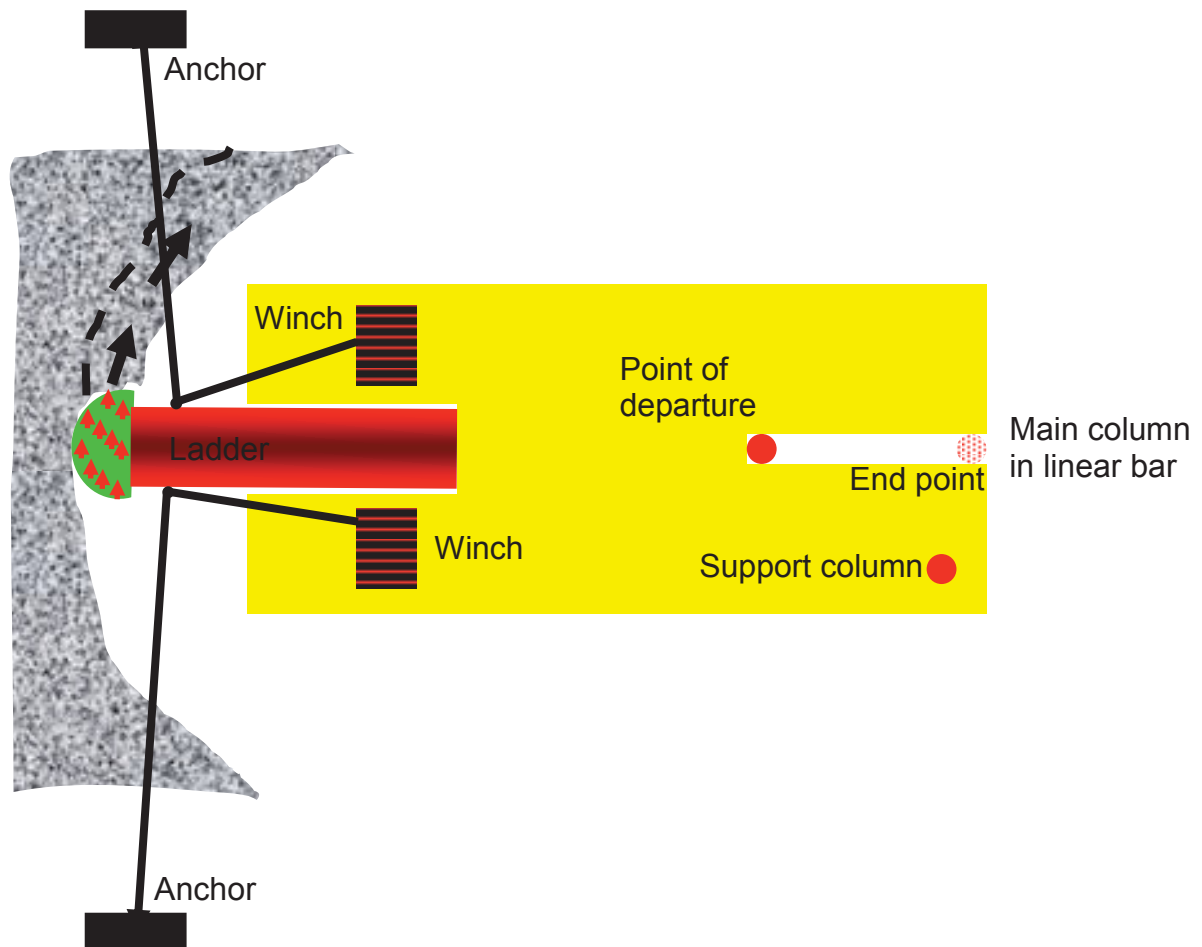 Anchor
Winch
Point of
departure
Ladder
Main column
in linear bar
End point
Winch
Support column
Anchor